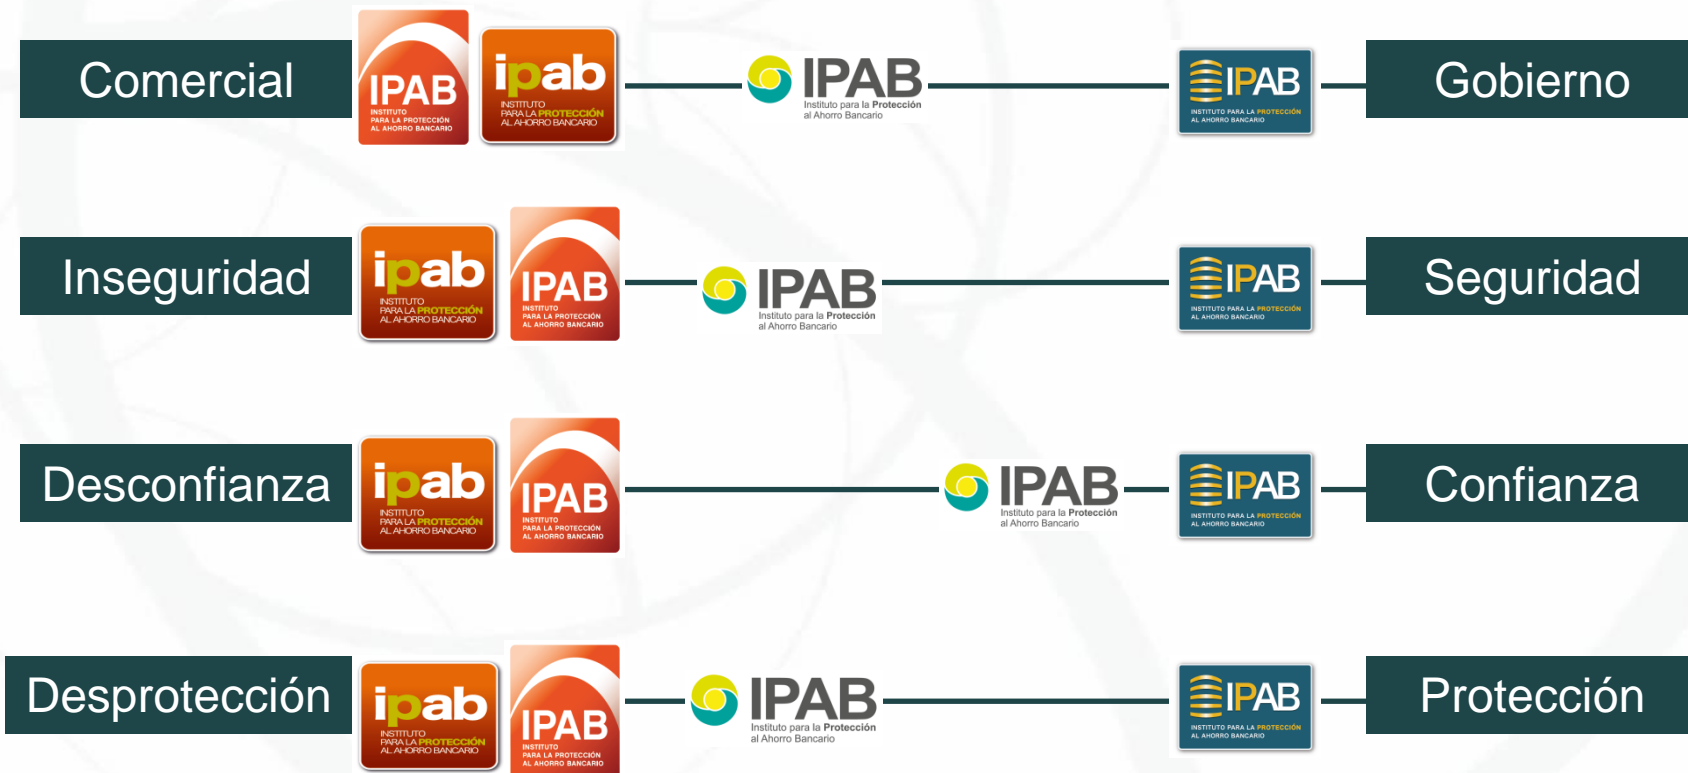 Comercial
IPAB
INSTITUTO
PARA LA PROTECCIÓN
AL AHORRO BANCARIO
ipab
INSTITUTO
PARA LA PROTECCIÓN
AL AHORRO BANCARIO
IPAB
Instituto para la Protección
al Ahorro Bancario
IPAB
INSTITUTO PARA LA PROTECCIÓN
AL AHORRO BANCARIO
Gobierno
Inseguridad
ipab
INSTITUTO
PARA LA PROTECCIÓN
AL AHORRO BANCARIO
IPAB
INSTITUTO
PARA LA PROTECCIÓN
AL AHORRO BANCARIO
IPAB
Instituto para la Protección
al Ahorro Bancario
IPAB
INSTITUTO PARA LA PROTECCIÓN
AL AHORRO BANCARIO
Seguridad
Desconfianza
ipab
INSTITUTO
PARA LA PROTECCIÓN
AL AHORRO BANCARIO
IPAB
INSTITUTO
PARA LA PROTECCIÓN
AL AHORRO BANCARIO
IPAB
Instituto para la Protección
al Ahorro Bancario
IPAB
INSTITUTO PARA LA PROTECCIÓN
AL AHORRO BANCARIO
Confianza
Desprotección
ipab
INSTITUTO
PARA LA PROTECCIÓN
AL AHORRO BANCARIO
IPAB
INSTITUTO
PARA LA PROTECCIÓN
AL AHORRO BANCARIO
IPAB
Instituto para la Protección
al Ahorro Bancario
IPAB
INSTITUTO PARA LA PROTECCIÓN
AL AHORRO BANCARIO
Protección